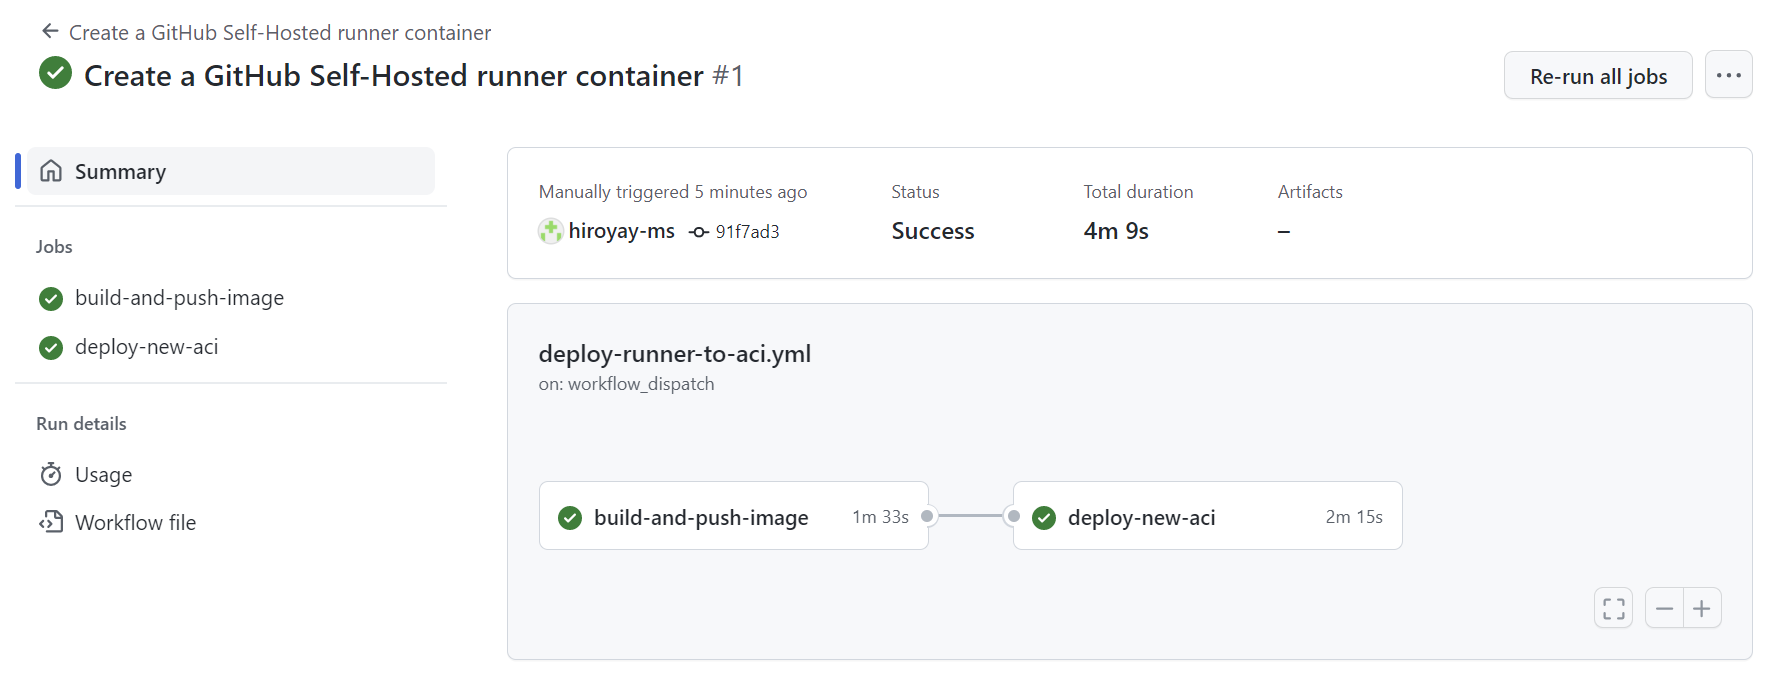 Create a GitHub Self-Hosted runner container
Create a GitHub Self-Hosted runner container #1
Re-run all jobs
Summary
Jobs
build-and-push-image
deploy-new-aci
Run details
Usage
Workflow file
Manually triggered 5 minutes ago
hiroyay-ms 91f7ad3
Status
Success
Total duration
4m 9s
Artifacts
–
deploy-runner-to-aci.yml
on: workflow_dispatch
build-and-push-image 1m 33s
deploy-new-aci 2m 15s